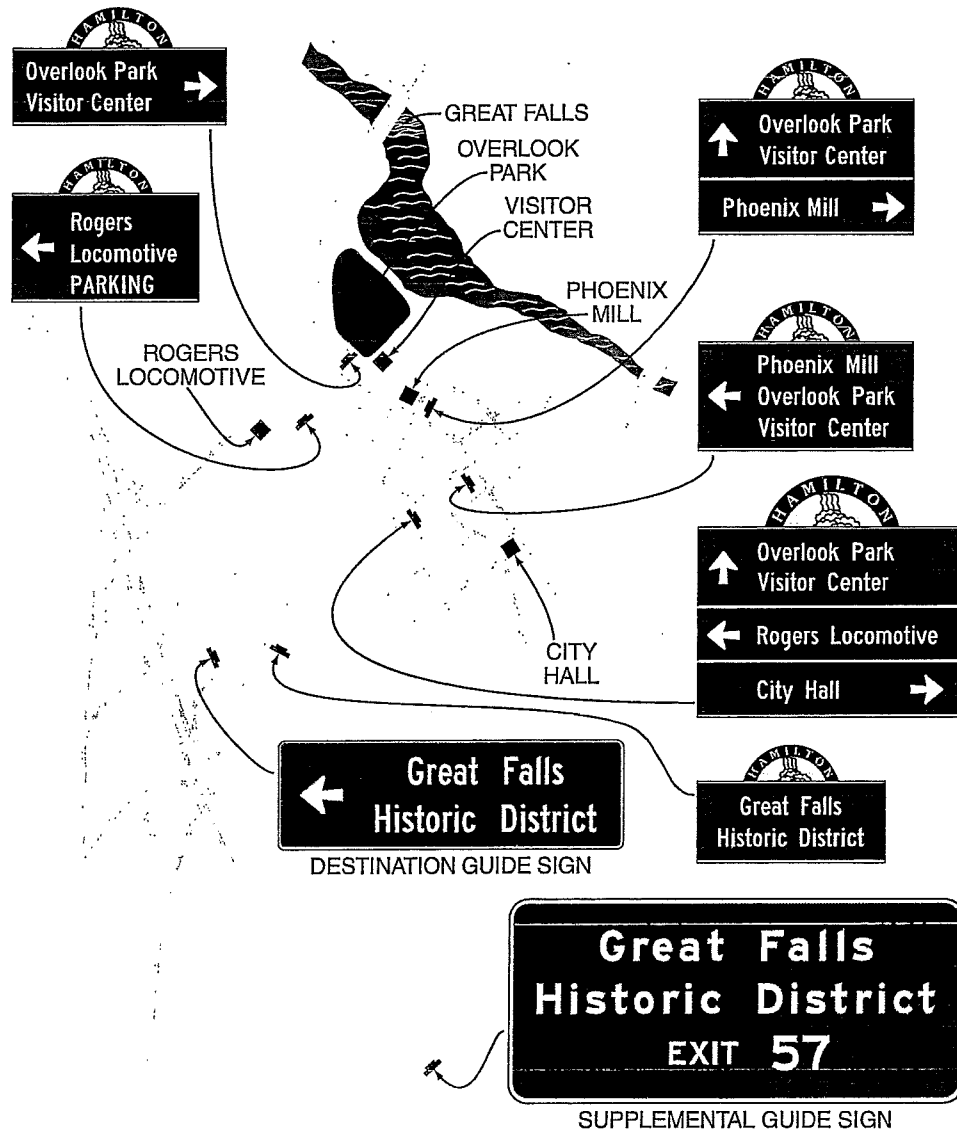 HAMILTON
Overlook Park
Visitor Center
HAMILTON
Rogers
Locomotive
PARKING
GREAT FALLS
OVERLOOK
PARK
VISITOR
CENTER
PHOENIX
MILL
ROGERS
LOCOMOTIVE
HAMILTON
Overlook Park
Visitor Center
Phoenix Mill
HAMILTON
Phoenix Mill
Overlook Park
Visitor Center
HAMILTON
Overlook Park
Visitor Center
Rogers Locomotive
City Hall
CITY
HALL
Great Falls
Historic District
DESTINATION GUIDE SIGN
HAMILTON
Great Falls
Historic District
Great Falls
Historic District
EXIT 57
SUPPLEMENTAL GUIDE SIGN